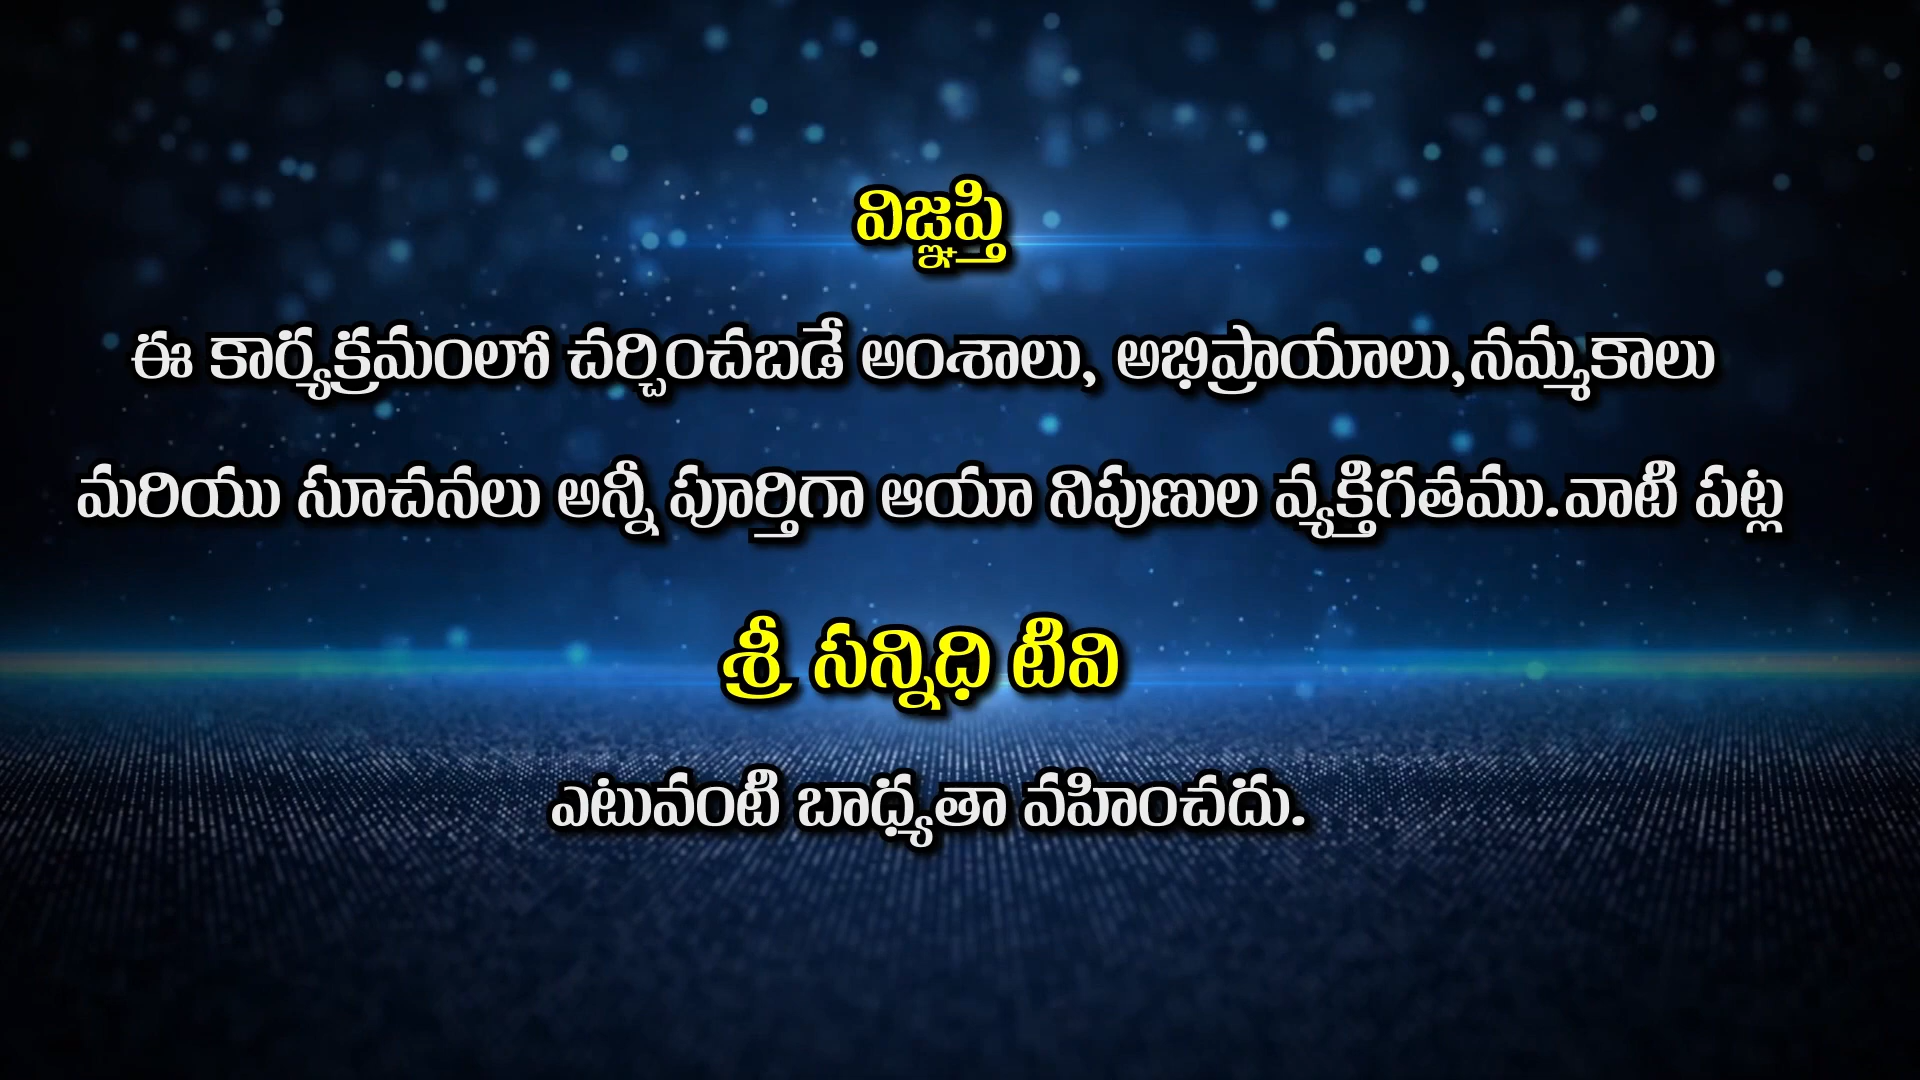 విజ్ఞప్తి
ఈ కార్యక్రమంలో చర్చించబడే అంశాలు, అభిప్రాయాలు,నమ్మకాలు
మరియు సూచనలు అన్నీ పూర్తిగా ఆయా నిపుణుల వ్యక్తిగతము.వాటి పట్ల
శ్రీ సన్నిధి టీవి
ఎటువంటి బాధ్యతా వహించదు.